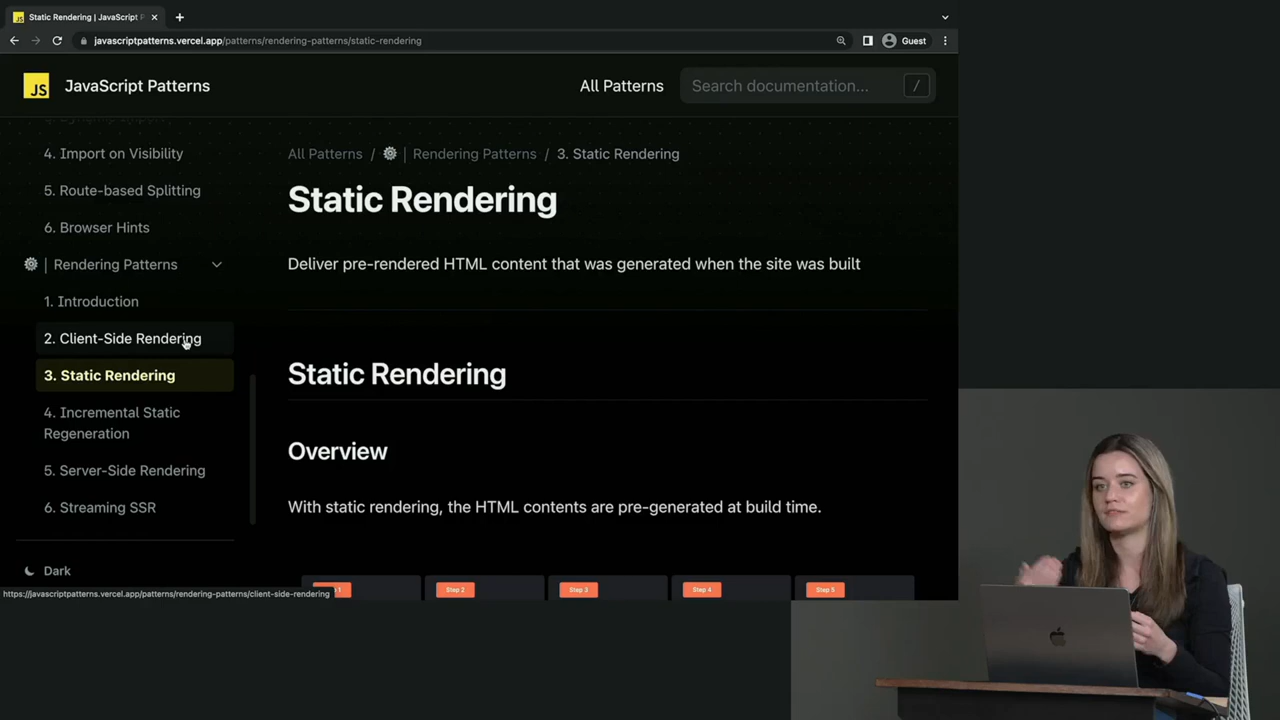 Static Rendering | JavaScript P
javascriptpatterns.vercel.app/patterns/rendering-patterns/static-rendering
Guest
JS
JavaScript Patterns
All Patterns
Search documentation...
/
4. Import on Visibility
5. Route-based Splitting
6. Browser Hints
| Rendering Patterns
1. Introduction
2. Client-Side Rendering
3. Static Rendering
4. Incremental Static
Regeneration
5. Server-Side Rendering
6. Streaming SSR
Dark
https://javascriptpatterns.vercel.app/patterns/rendering-patterns/client-side-rendering
All Patterns / | Rendering Patterns / 3. Static Rendering
Static Rendering
Deliver pre-rendered HTML content that was generated when the site was built
Static Rendering
Overview
With static rendering, the HTML contents are pre-generated at build time.
1
Step 2
Step 3
Step 4
Step 5